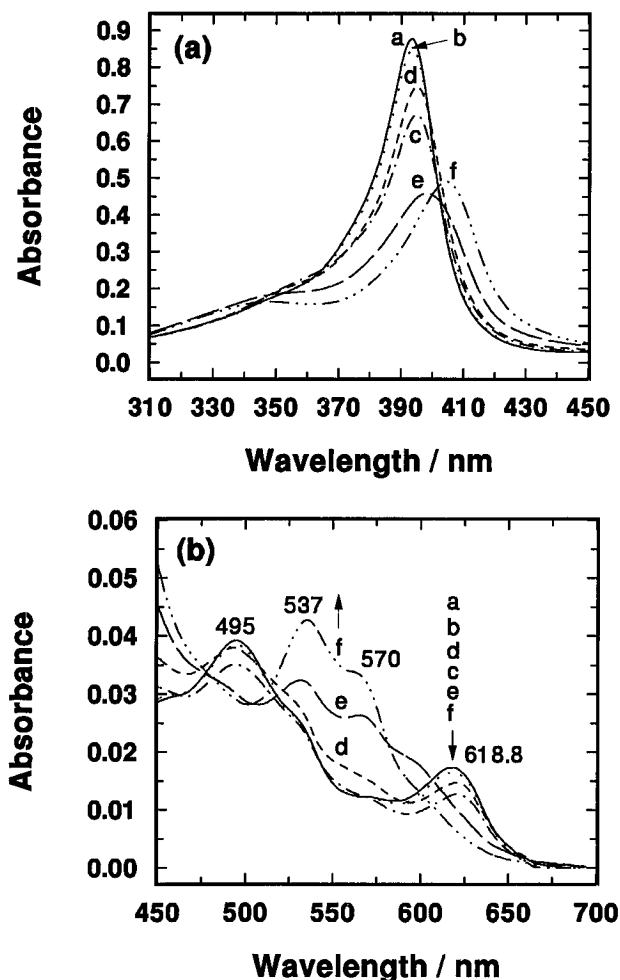 (a)
0.9
0.8
0.7
0.6
0.5
0.4
0.3
0.2
0.1
0.0
Absorbance
a
b
d
c
f
e
310 330 350 370 390 410 430 450
Wavelength / nm
(b)
0.06
0.05
0.04
0.03
0.02
0.01
0.00
Absorbance
495
537
f
570
e
d
a
b
d
c
e
f
618.8
450 500 550 600 650 700
Wavelength / nm